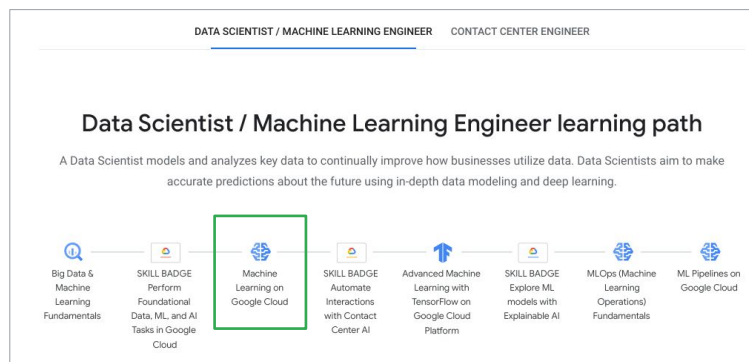 DATA SCIENTIST / MACHINE LEARNING ENGINEER CONTACT CENTER ENGINEER
Data Scientist / Machine Learning Engineer learning path
A Data Scientist models and analyzes key data to continually improve how businesses utilize data. Data Scientists aim to make
accurate predictions about the future using in-depth data modeling and deep learning.
Big Data &
Machine
Learning
Fundamentals
SKILL BADGE
Perform
Foundational
Data, ML, and AI
Tasks in Google
Cloud
Machine
Learning on
Google Cloud
SKILL BADGE
Automate
Interactions
with Contact
Center AI
Advanced Machine
Learning with
TensorFlow on
Google Cloud
Platform
SKILL BADGE
Explore ML
models with
Explainable AI
MLOps (Machine
Learning
Operations)
Fundamentals
ML Pipelines on
Google Cloud